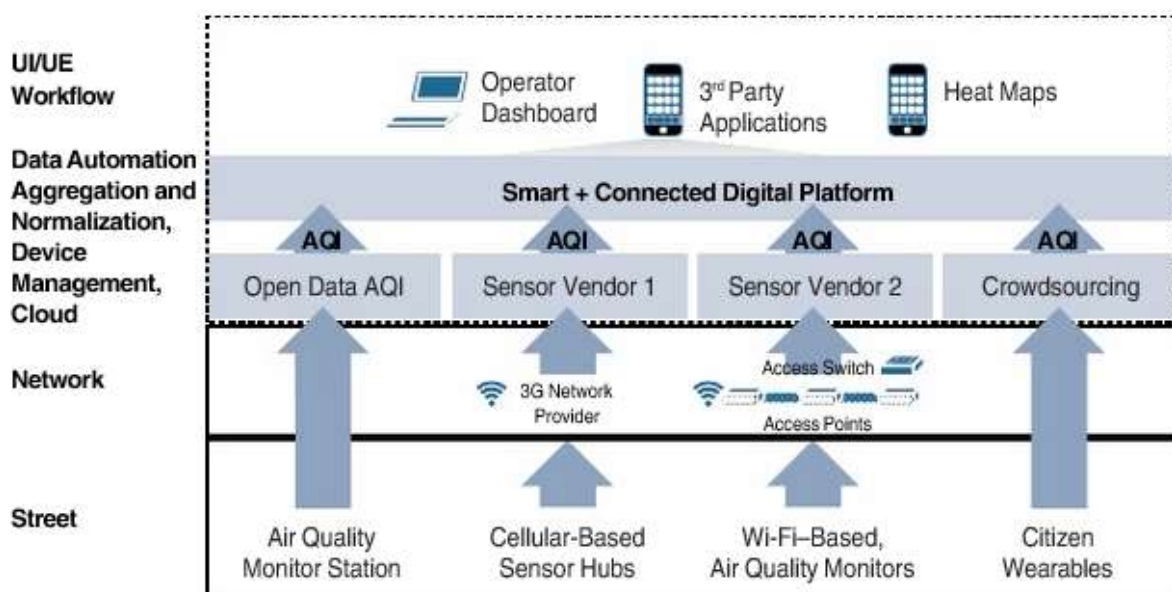 UI/UE
Workflow
Operator
Dashboard
3rd Party
Applications
Heat Maps
Data Automation
Aggregation and
Normalization,
Device
Management,
Cloud
Smart + Connected Digital Platform
AQI
AQI
AQI
AQI
Open Data AQI
Sensor Vendor 1
Sensor Vendor 2
Crowdsourcing
Network
3G Network
Provider
Access Switch
Access Points
Street
Air Quality
Monitor Station
Cellular-Based
Sensor Hubs
Wi-Fi–Based,
Air Quality Monitors
Citizen
Wearables